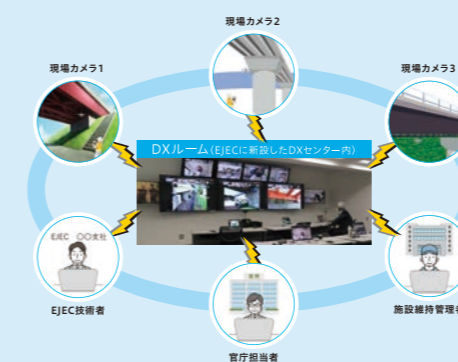 現場カメラ2
現場カメラ1
現場カメラ3
DXルーム(EJECに新設したDXセンター内)
EJEC 〇〇支社
EJEC技術者
施設維持管理者
官庁担当者